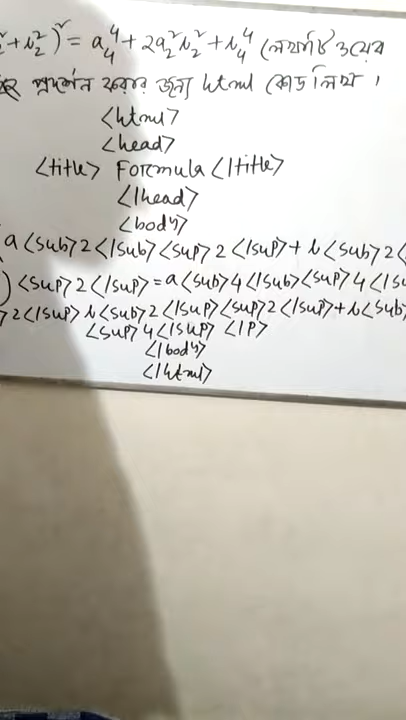 + b₂²)² = a₄⁴ + 2a₂²b₂² + b₄⁴ লেখাটি ওয়েব
প্রদর্শন করার জন্য html কোড লিখ ।
<html>
<head>
<title> Formula </title>
</head>
<body>
(a <sub> 2 </sub> <sup> 2 </sup> + b <sub> 2 <
) <sup> 2 </sup> = a <sub> 4 </sub> <sup> 4 </su
> 2 </sup> b <sub> 2 </sub> <sup> 2 </sup> + b <sub>
<sup> 4 </sup> </p>
</body>
</html>